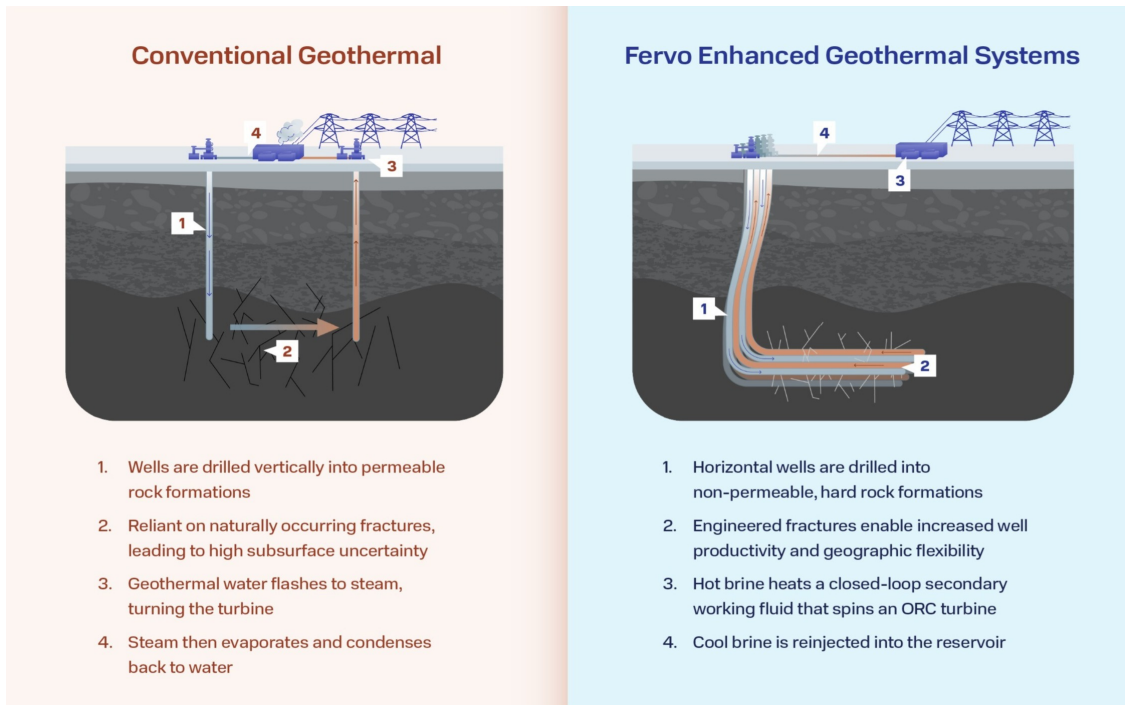 Conventional Geothermal
4
3
1
2
1. Wells are drilled vertically into permeable
rock formations
2. Reliant on naturally occurring fractures,
leading to high subsurface uncertainty
3. Geothermal water flashes to steam,
turning the turbine
4. Steam then evaporates and condenses
back to water
Fervo Enhanced Geothermal Systems
4
3
1
2
1. Horizontal wells are drilled into
non-permeable, hard rock formations
2. Engineered fractures enable increased well
productivity and geographic flexibility
3. Hot brine heats a closed-loop secondary
working fluid that spins an ORC turbine
4. Cool brine is reinjected into the reservoir